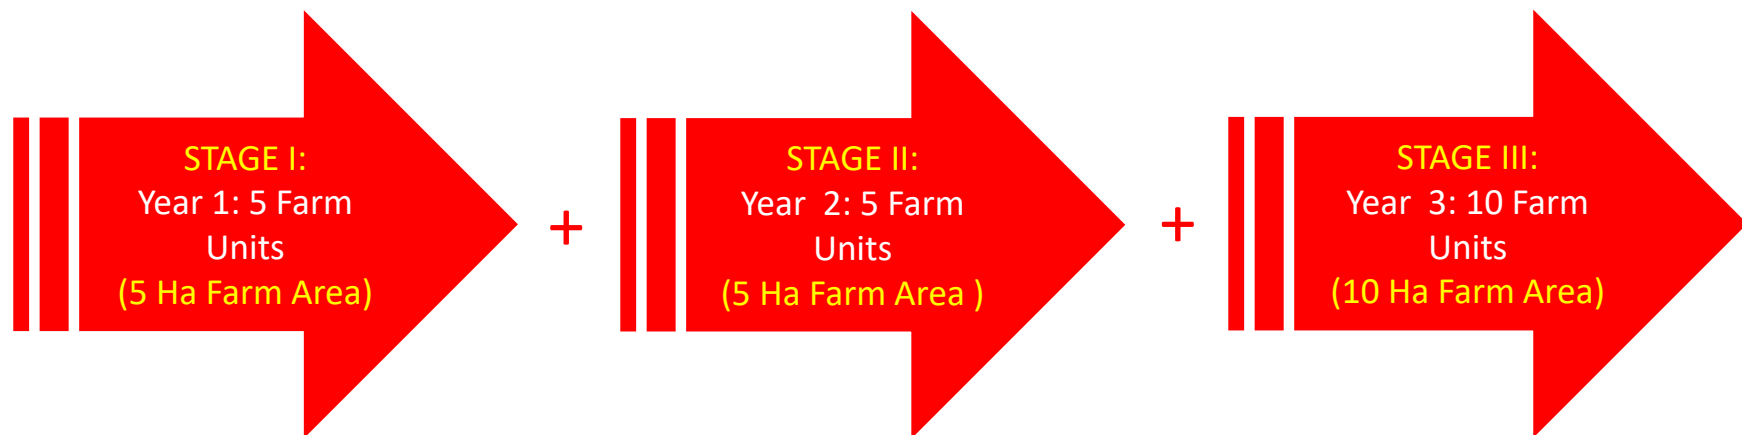 STAGE I:
Year 1: 5 Farm
Units
(5 Ha Farm Area)
+
STAGE II:
Year  2: 5 Farm
Units
(5 Ha Farm Area )
+
STAGE III:
Year  3: 10 Farm
Units
(10 Ha Farm Area)